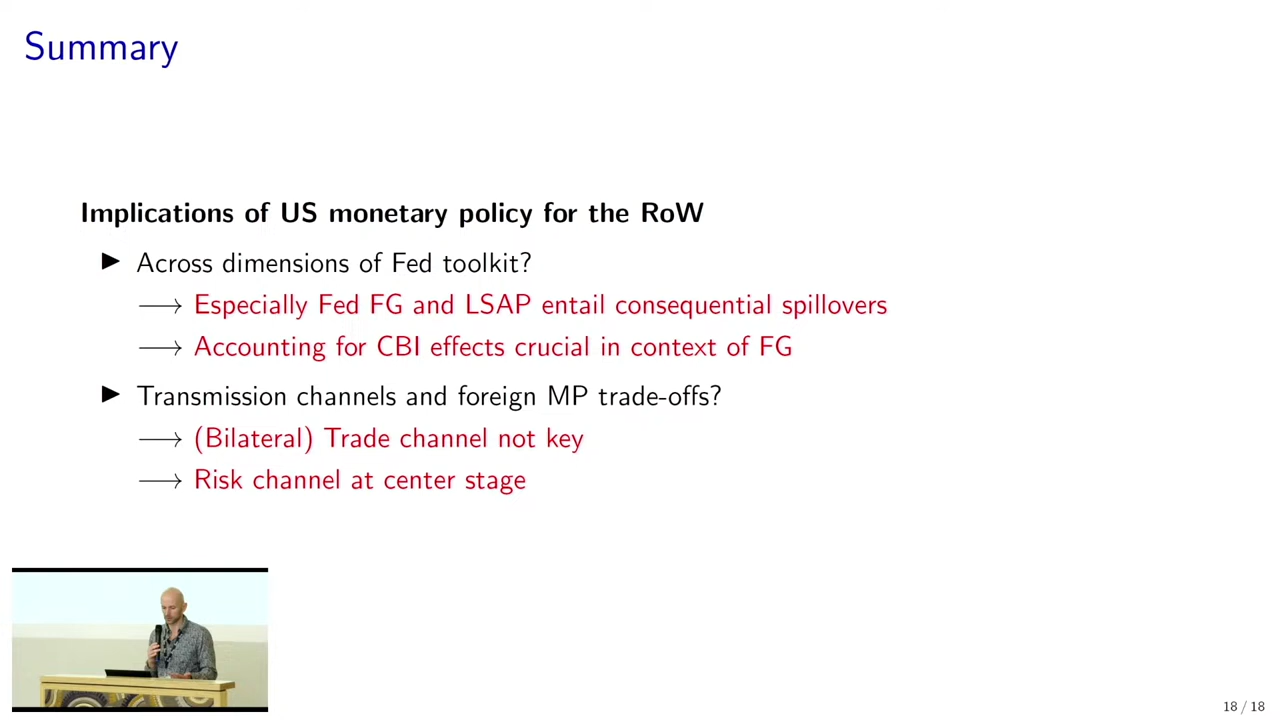 Summary
Implications of US monetary policy for the RoW
▶ Across dimensions of Fed toolkit?
⟶ Especially Fed FG and LSAP entail consequential spillovers
⟶ Accounting for CBI effects crucial in context of FG
▶ Transmission channels and foreign MP trade-offs?
⟶ (Bilateral) Trade channel not key
⟶ Risk channel at center stage
18 / 18